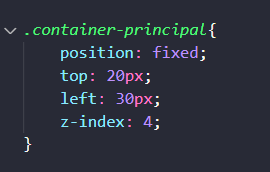 .container-principal{
    position: fixed;
    top: 20px;
    left: 30px;
    z-index: 4;
}